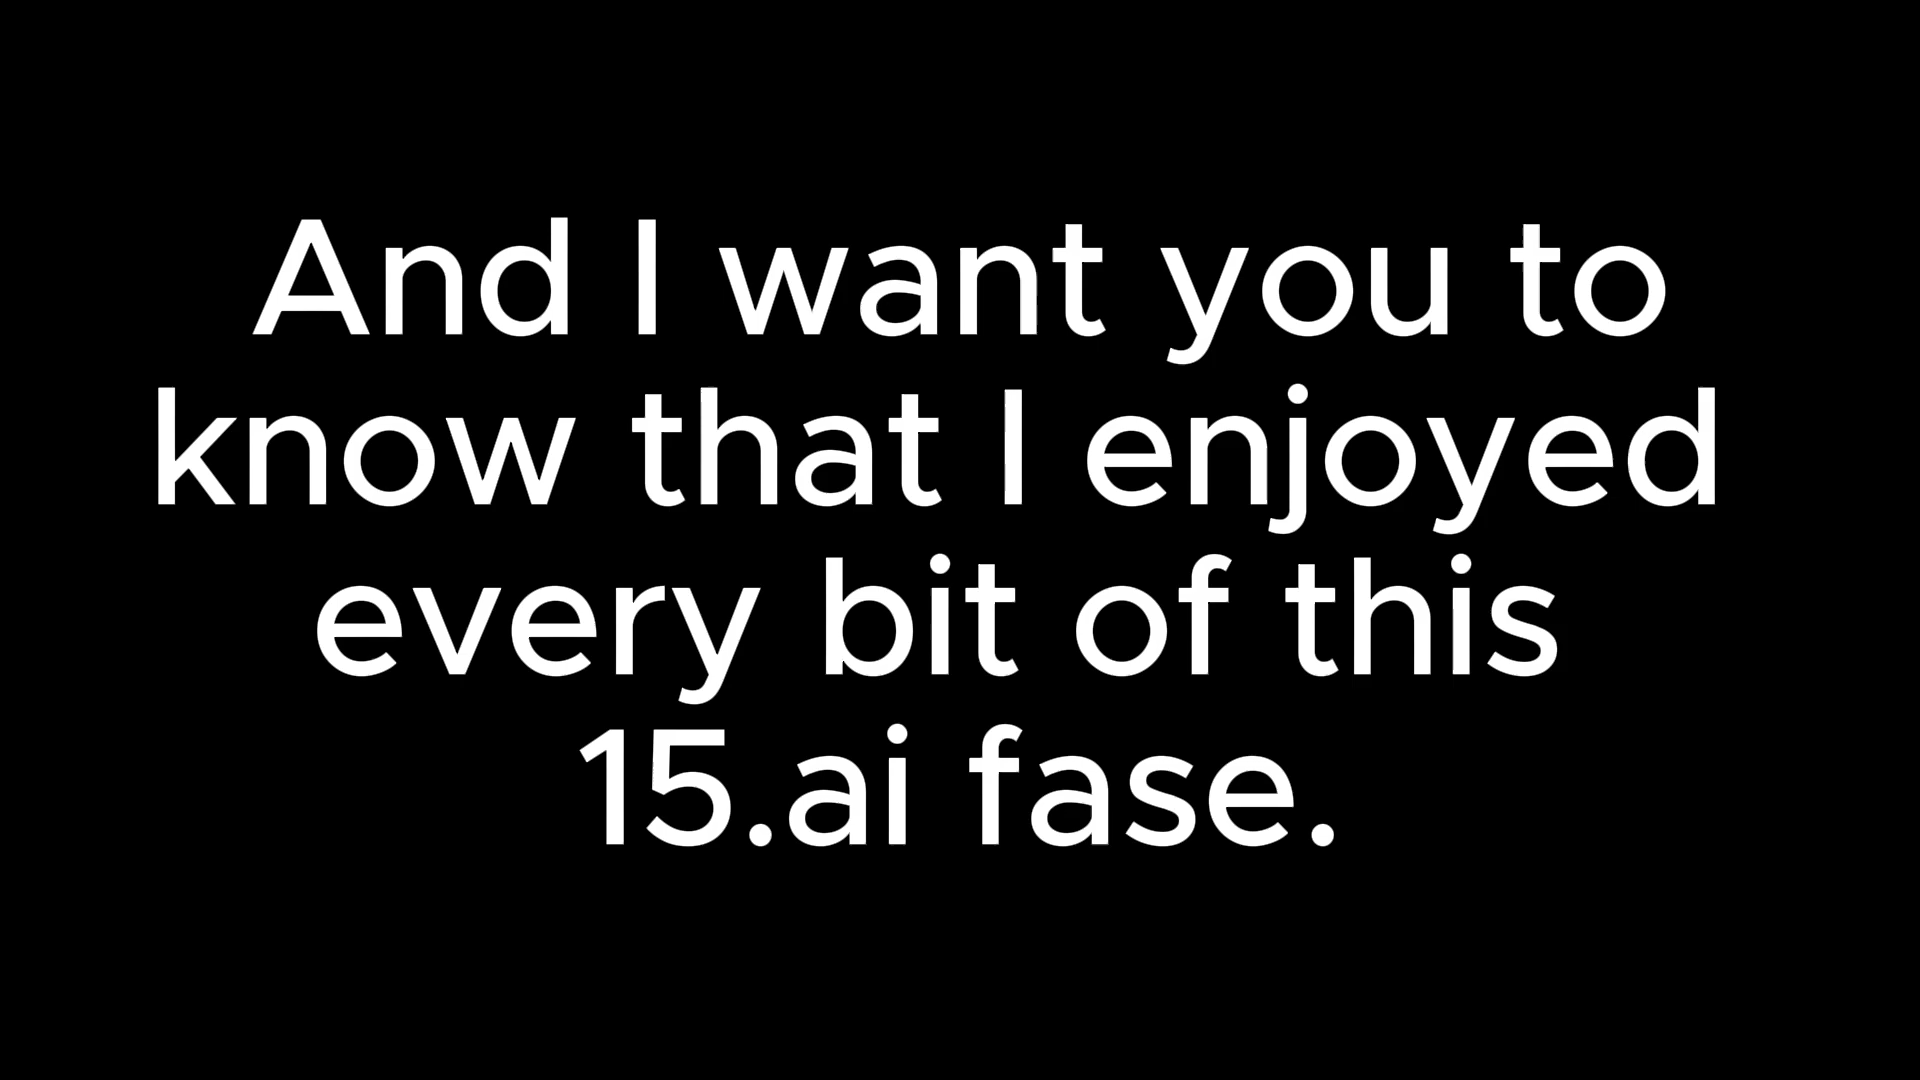 And I want you to
know that I enjoyed
every bit of this
15.ai fase.